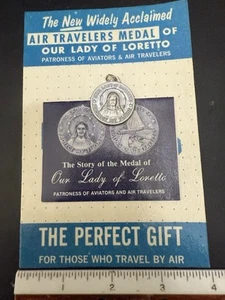 The New Widely Acclaimed
AIR TRAVELERS MEDAL of
OUR LADY OF LORETTO
PATRONESS OF AVIATORS & AIR TRAVELERS
The Story of the Medal of
Our Lady of Loretto
PATRONESS OF AVIATORS AND AIR TRAVELERS
THE PERFECT GIFT
FOR THOSE WHO TRAVEL BY AIR
1 2 3 4